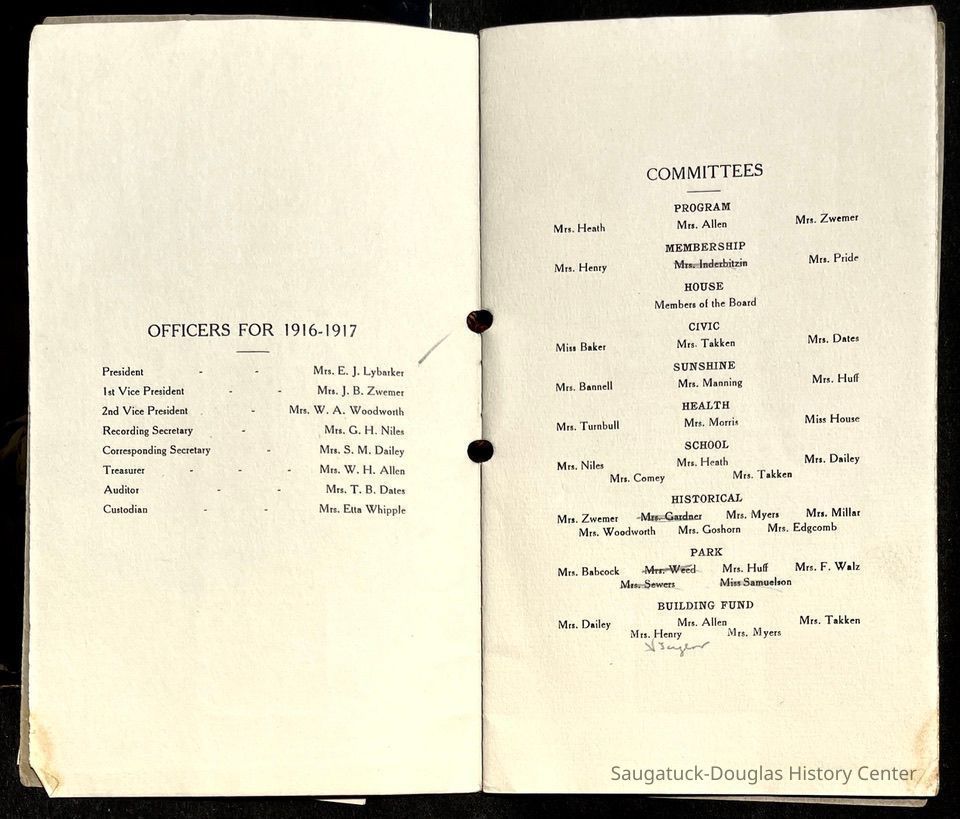 OFFICERS FOR 1916-1917
President - - Mrs. E. J. Lybarker
1st Vice President - - Mrs. J. B. Zwemer
2nd Vice President - Mrs. W. A. Woodworth
Recording Secretary - Mrs. G. H. Niles
Corresponding Secretary - Mrs. S. M. Dailey
Treasurer - - - Mrs. W. H. Allen
Auditor - - Mrs. T. B. Dates
Custodian - - Mrs. Etta Whipple
COMMITTEES
PROGRAM
Mrs. Heath Mrs. Allen Mrs. Zwemer
MEMBERSHIP
Mrs. Henry Mrs. Inderbitzin Mrs. Pride
HOUSE
Members of the Board
CIVIC
Miss Baker Mrs. Takken Mrs. Dates
SUNSHINE
Mrs. Bannell Mrs. Manning Mrs. Huff
HEALTH
Mrs. Turnbull Mrs. Morris Miss House
SCHOOL
Mrs. Niles Mrs. Heath Mrs. Dailey
Mrs. Comey Mrs. Takken
HISTORICAL
Mrs. Zwemer Mrs. Gardner Mrs. Myers Mrs. Millar
Mrs. Woodworth Mrs. Goshorn Mrs. Edgcomb
PARK
Mrs. Babcock Mrs. Weed Mrs. Huff Mrs. F. Walz
Mrs. Sewers Miss Samuelson
BUILDING FUND
Mrs. Dailey Mrs. Allen Mrs. Takken
Mrs. Henry Mrs. Myers
Saugatuck-Douglas History Center